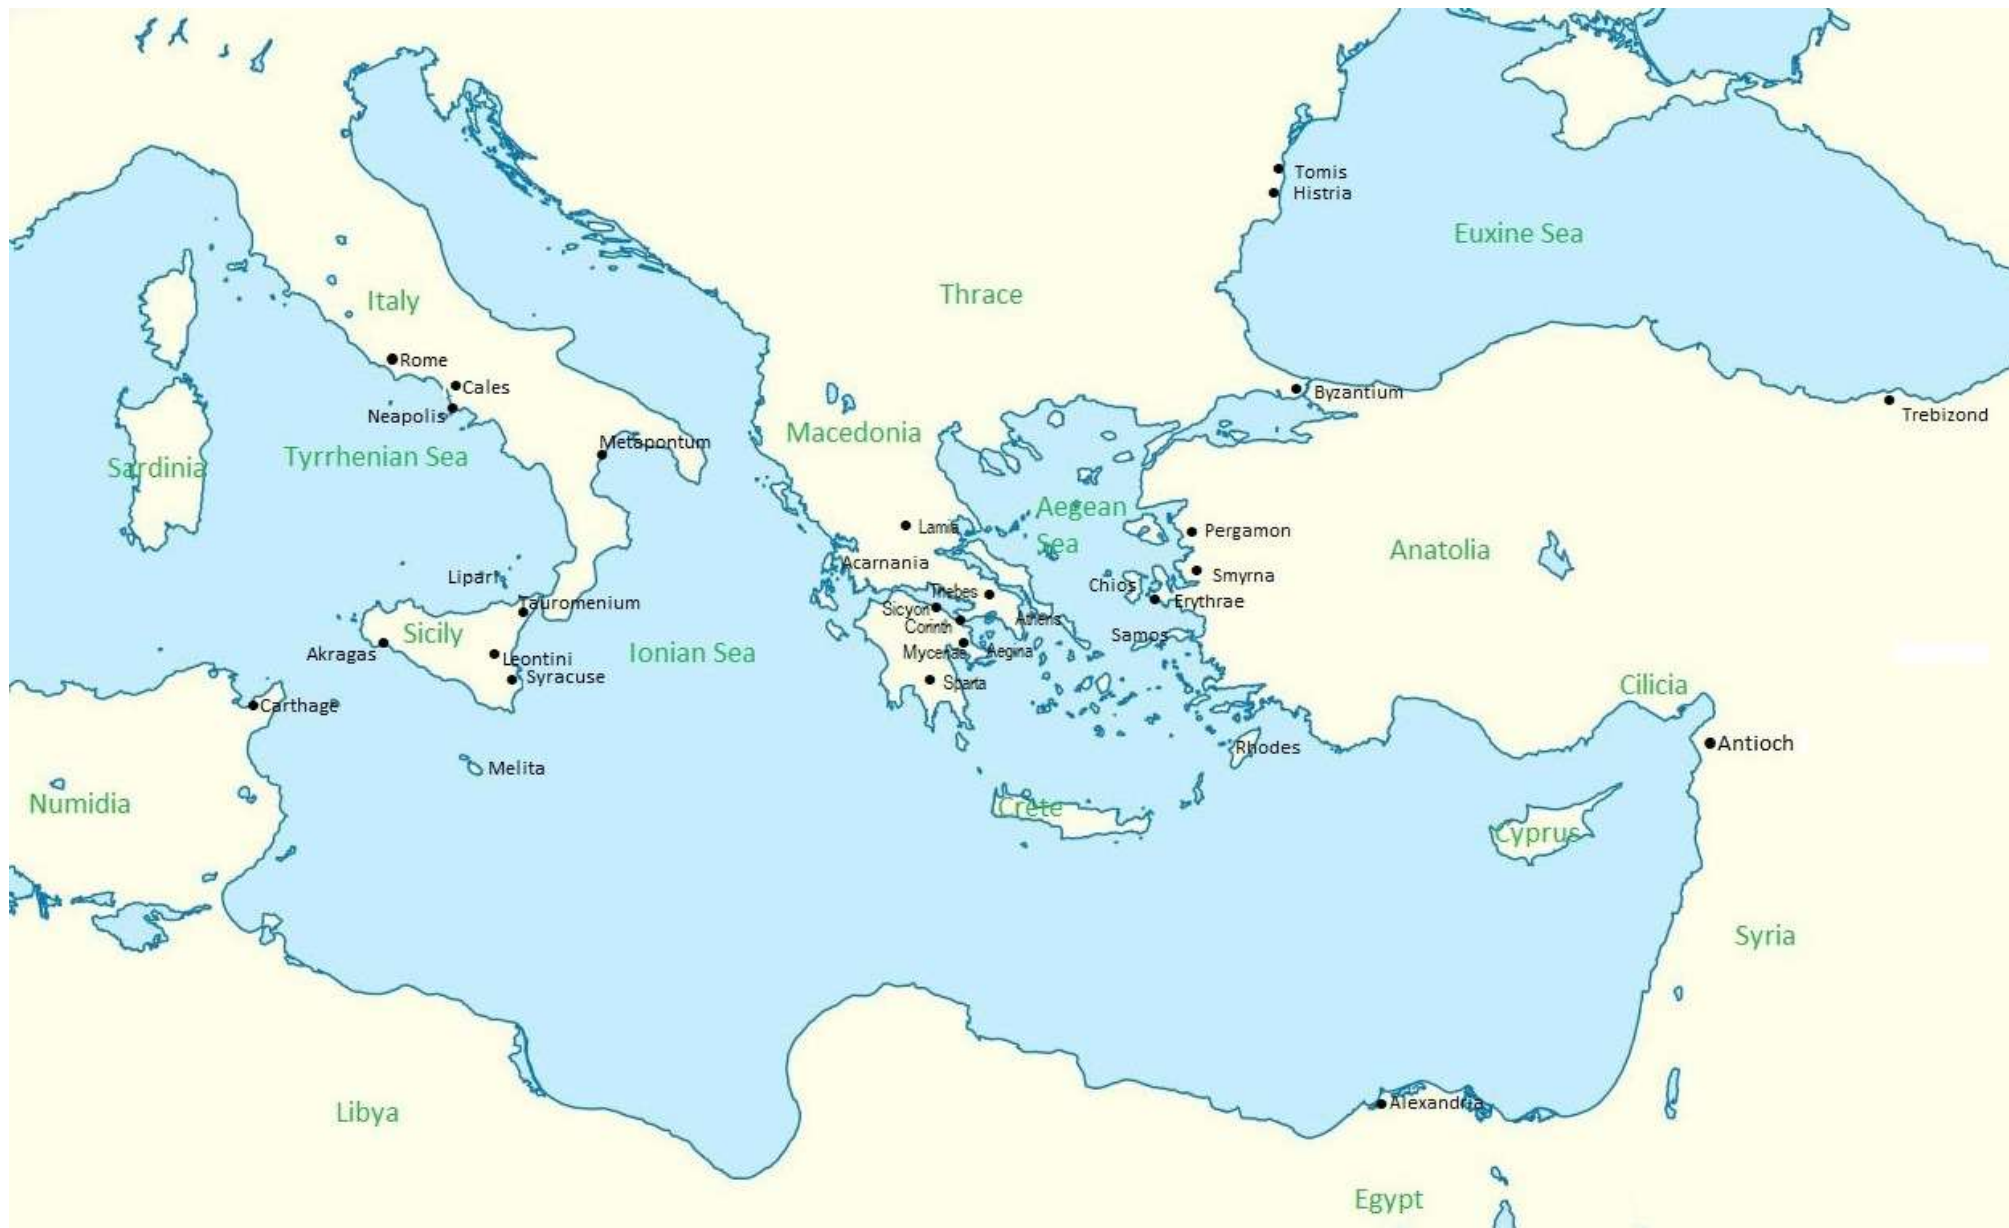 Tomis
Histria
Euxine Sea
Thrace
Italy
Rome
Cales
Neapolis
Byzantium
Trebizond
Metapontum
Macedonia
Tyrrhenian Sea
Sardinia
Aegean
Sea
Lamia
Pergamon
Anatolia
Acarnania
Lipari
Smyrna
Chios
Thebes
Erythrae
Tauromenium
Sicyon
Athens
Corinth
Sicily
Samos
Akragas
Ionian Sea
Mycenae
Aegina
Leontini
Syracuse
Sparta
Cilicia
Carthage
Antioch
Rhodes
Melita
Numidia
Crete
Cyprus
Syria
Alexandria
Libya
Egypt